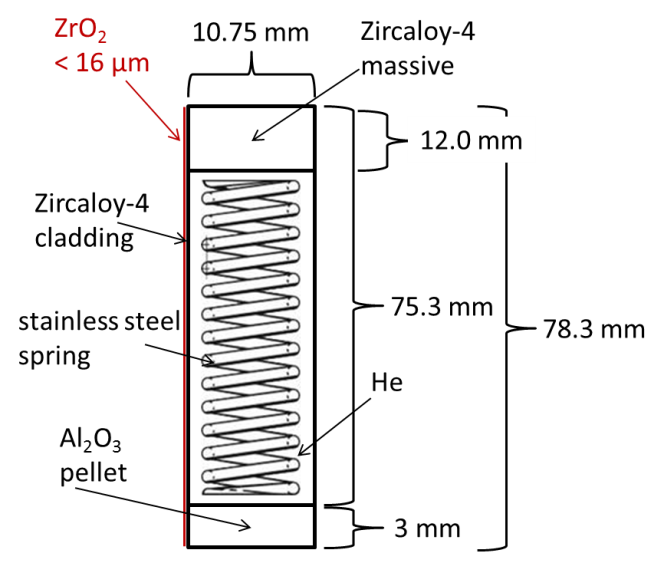 ZrO₂
< 16 µm
10.75 mm
Zircaloy-4
massive
12.0 mm
Zircaloy-4
cladding
75.3 mm
78.3 mm
stainless steel
spring
He
Al₂O₃
pellet
3 mm